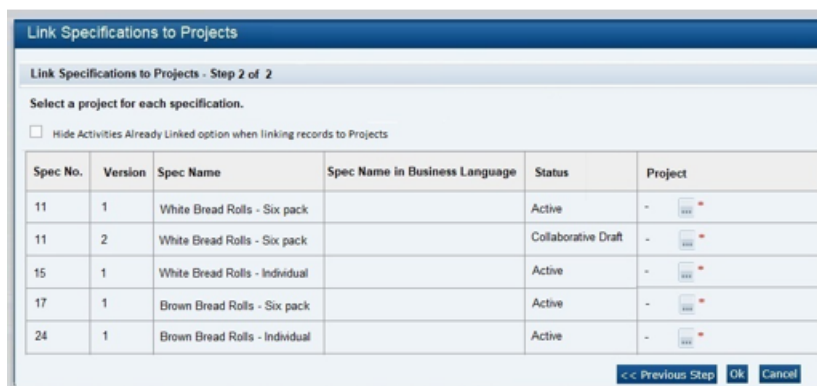 Link Specifications to Projects
Link Specifications to Projects - Step 2 of 2
Select a project for each specification.
Hide Activities Already Linked option when linking records to Projects
Spec No. Version Spec Name Spec Name in Business Language Status Project
11 1 White Bread Rolls - Six pack Active - ... *
11 2 White Bread Rolls - Six pack Collaborative Draft - ... *
15 1 White Bread Rolls - Individual Active - ... *
17 1 Brown Bread Rolls - Six pack Active - ... *
24 1 Brown Bread Rolls - Individual Active - ... *
<< Previous Step Ok Cancel